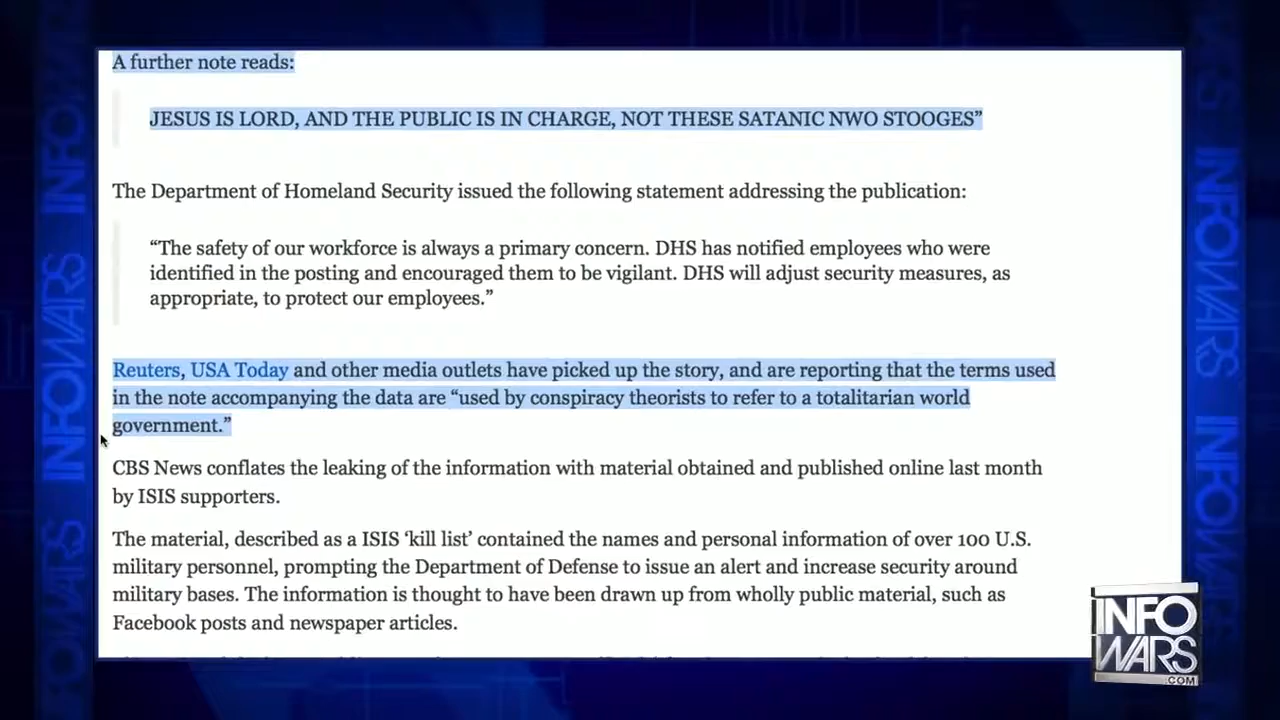 A further note reads:
JESUS IS LORD, AND THE PUBLIC IS IN CHARGE, NOT THESE SATANIC NWO STOOGES”
The Department of Homeland Security issued the following statement addressing the publication:
“The safety of our workforce is always a primary concern. DHS has notified employees who were
identified in the posting and encouraged them to be vigilant. DHS will adjust security measures, as
appropriate, to protect our employees.”
Reuters, USA Today and other media outlets have picked up the story, and are reporting that the terms used
in the note accompanying the data are “used by conspiracy theorists to refer to a totalitarian world
government.”
CBS News conflates the leaking of the information with material obtained and published online last month
by ISIS supporters.
The material, described as a ISIS ‘kill list’ contained the names and personal information of over 100 U.S.
military personnel, prompting the Department of Defense to issue an alert and increase security around
military bases. The information is thought to have been drawn up from wholly public material, such as
Facebook posts and newspaper articles.
INFO
WARS
.COM
INFOWARS
INFOWARS